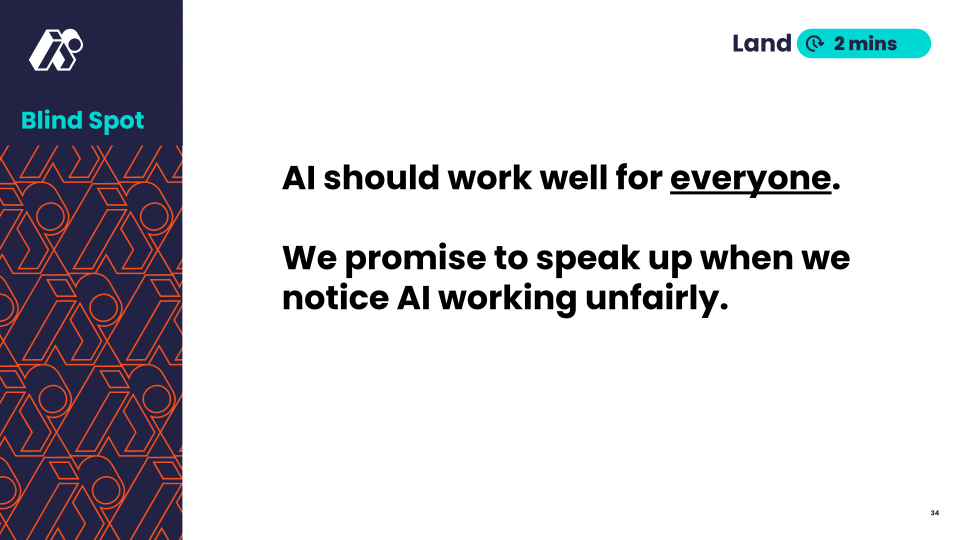 Land
2 mins
Blind Spot
AI should work well for everyone.
We promise to speak up when we
notice AI working unfairly.
34